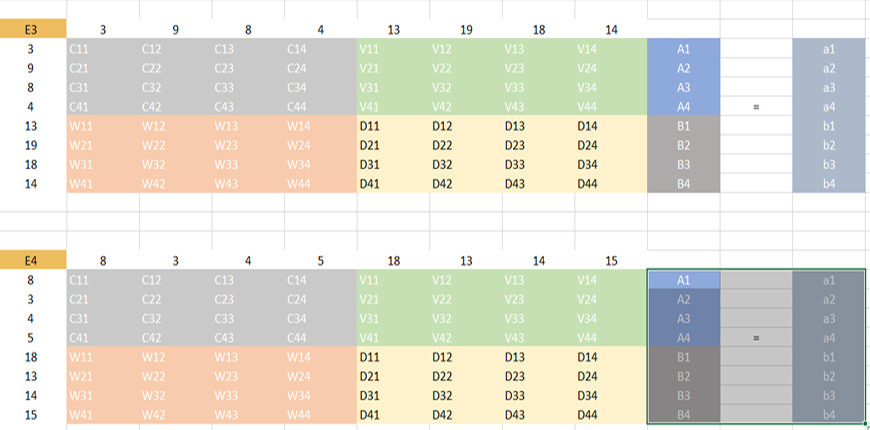 E3 3 9 8 4 13 19 18 14
3 C11 C12 C13 C14 V11 V12 V13 V14 A1 a1
9 C21 C22 C23 C24 V21 V22 V23 V24 A2 a2
8 C31 C32 C33 C34 V31 V32 V33 V34 A3 a3
4 C41 C42 C43 C44 V41 V42 V43 V44 A4 = a4
13 W11 W12 W13 W14 D11 D12 D13 D14 B1 b1
19 W21 W22 W23 W24 D21 D22 D23 D24 B2 b2
18 W31 W32 W33 W34 D31 D32 D33 D34 B3 b3
14 W41 W42 W43 W44 D41 D42 D43 D44 B4 b4
E4 8 3 4 5 18 13 14 15
8 C11 C12 C13 C14 V11 V12 V13 V14 A1 a1
3 C21 C22 C23 C24 V21 V22 V23 V24 A2 a2
4 C31 C32 C33 C34 V31 V32 V33 V34 A3 a3
5 C41 C42 C43 C44 V41 V42 V43 V44 A4 = a4
18 W11 W12 W13 W14 D11 D12 D13 D14 B1 b1
13 W21 W22 W23 W24 D21 D22 D23 D24 B2 b2
14 W31 W32 W33 W34 D31 D32 D33 D34 B3 b3
15 W41 W42 W43 W44 D41 D42 D43 D44 B4 b4